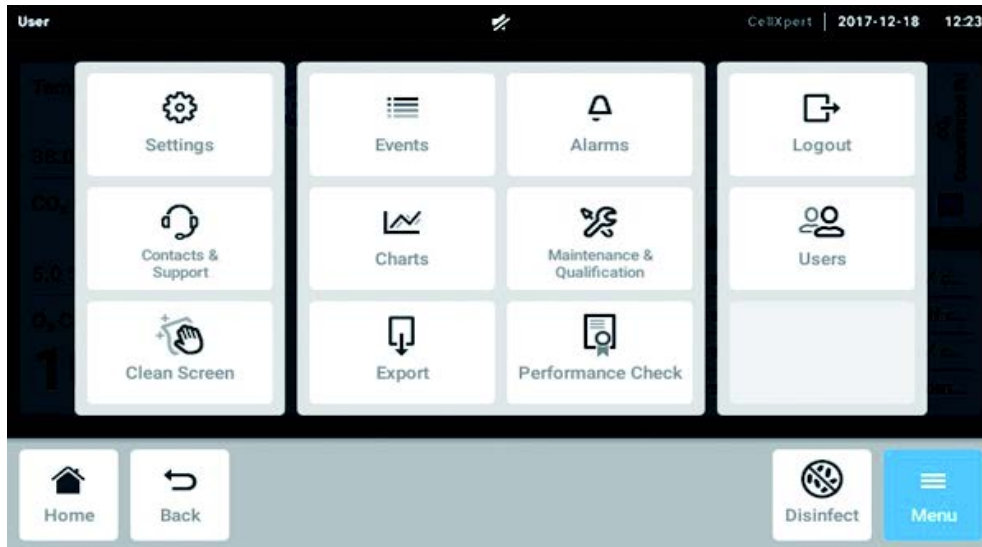 User
CellXpert | 2017-12-18 12:23
Settings
Events
Alarms
Logout
Contacts &
Support
Charts
Maintenance &
Qualification
Users
Clean Screen
Export
Performance Check
Home
Back
Disinfect
Menu